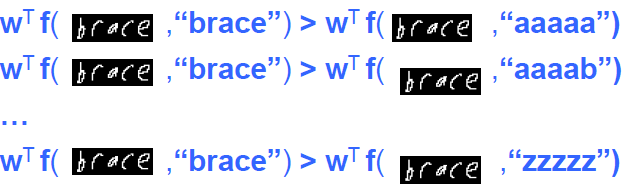 wᵀ f( brace ,“brace”) > wᵀ f( brace ,“aaaaa”)
wᵀ f( brace ,“brace”) > wᵀ f( brace ,“aaaab”)
…
wᵀ f( brace ,“brace”) > wᵀ f( brace ,“zzzzz”)